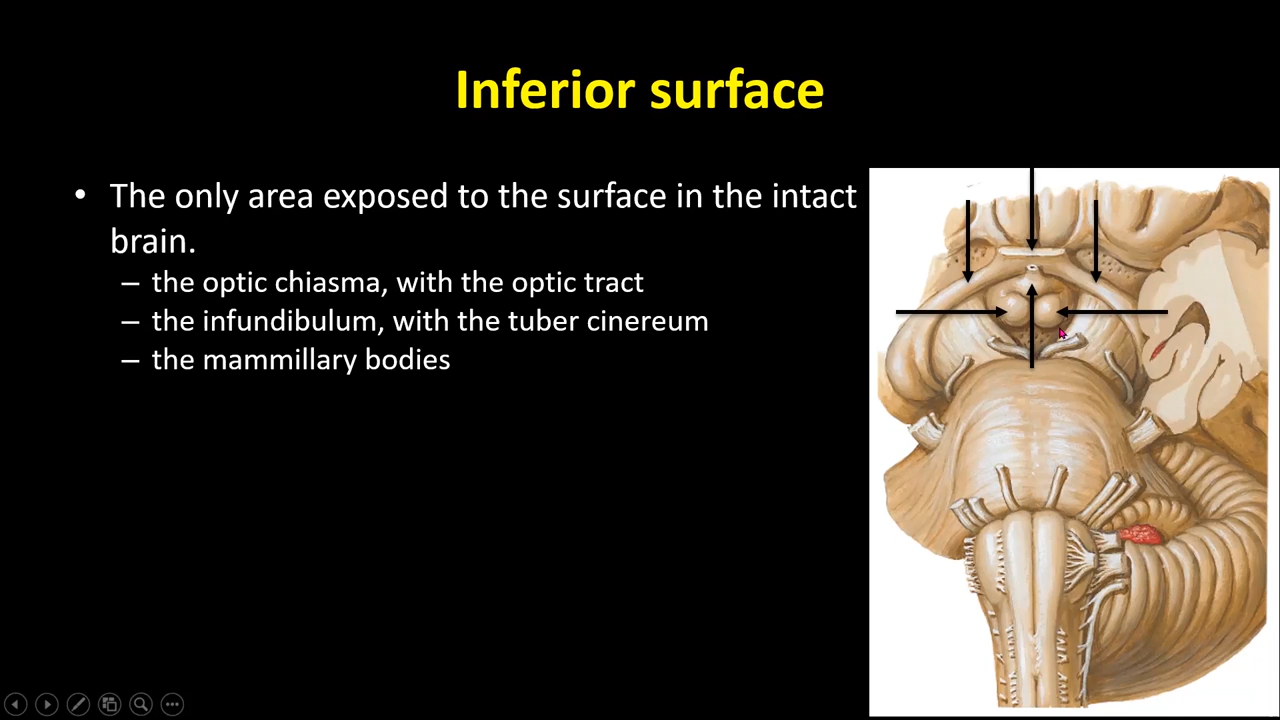 Inferior surface
• The only area exposed to the surface in the intact
brain.
– the optic chiasma, with the optic tract
– the infundibulum, with the tuber cinereum
– the mammillary bodies